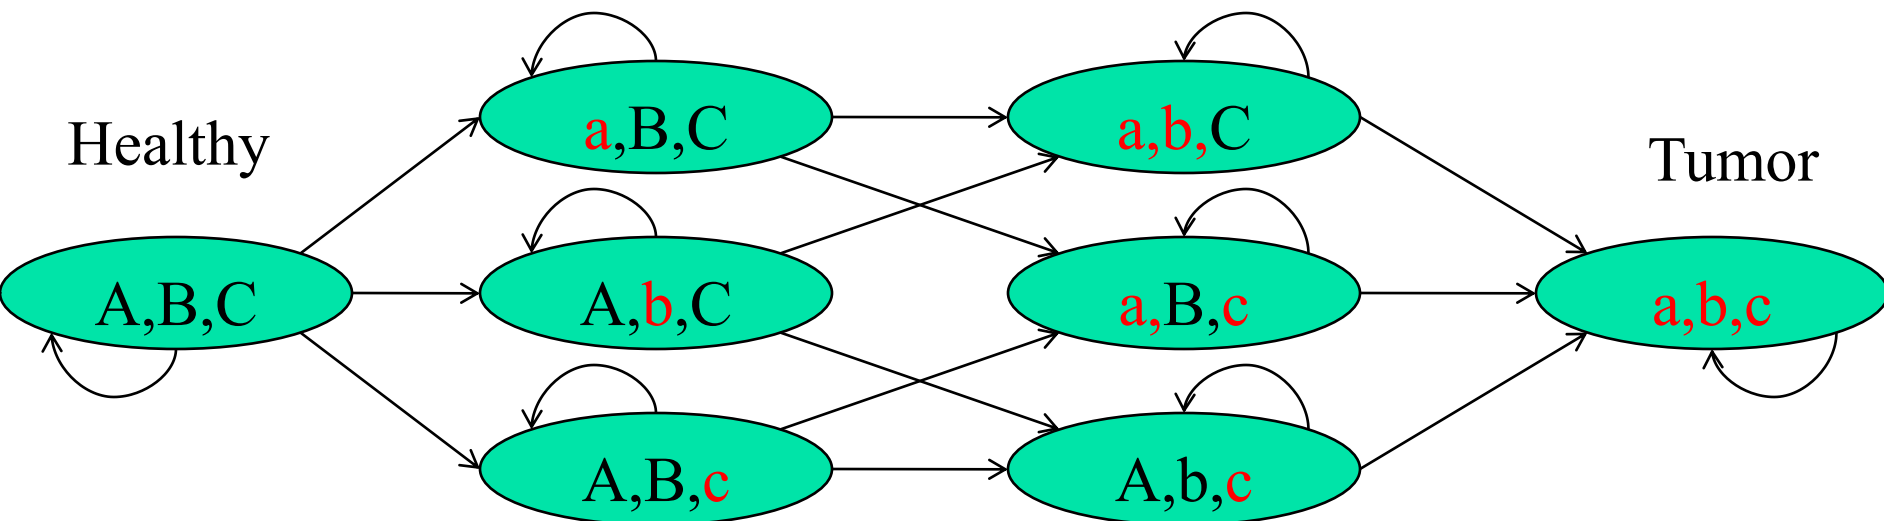 Healthy
Tumor
A,B,C
a,B,C
A,b,C
A,B,c
a,b,C
a,B,c
A,b,c
a,b,c